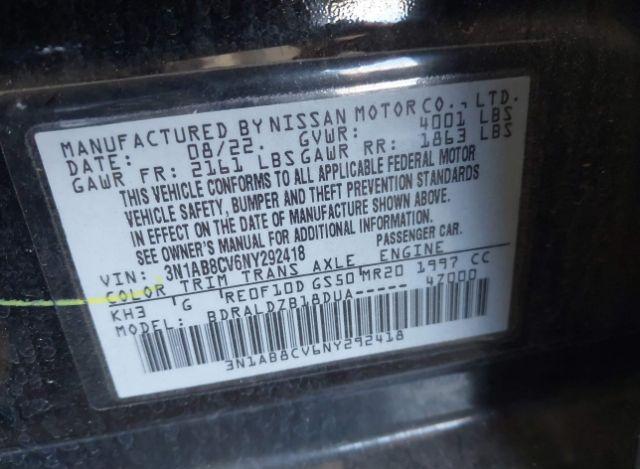 MANUFACTURED BY NISSAN MOTOR CO., LTD.
DATE: 08/22. GVWR: 4001 LBS
GAWR FR: 2161 LBS GAWR RR: 1863 LBS
THIS VEHICLE CONFORMS TO ALL APPLICABLE FEDERAL MOTOR
VEHICLE SAFETY, BUMPER AND THEFT PREVENTION STANDARDS
IN EFFECT ON THE DATE OF MANUFACTURE SHOWN ABOVE.
SEE OWNER'S MANUAL FOR ADDITIONAL INFORMATION.
VIN: 3N1AB8CV6NY292418 PASSENGER CAR.
COLOR TRIM TRANS AXLE ENGINE
KH3 G RE0F10D GS50 MR20 1997 CC
MODEL: BDRALDZB18DUA----- 4Z000
3N1AB8CV6NY292418